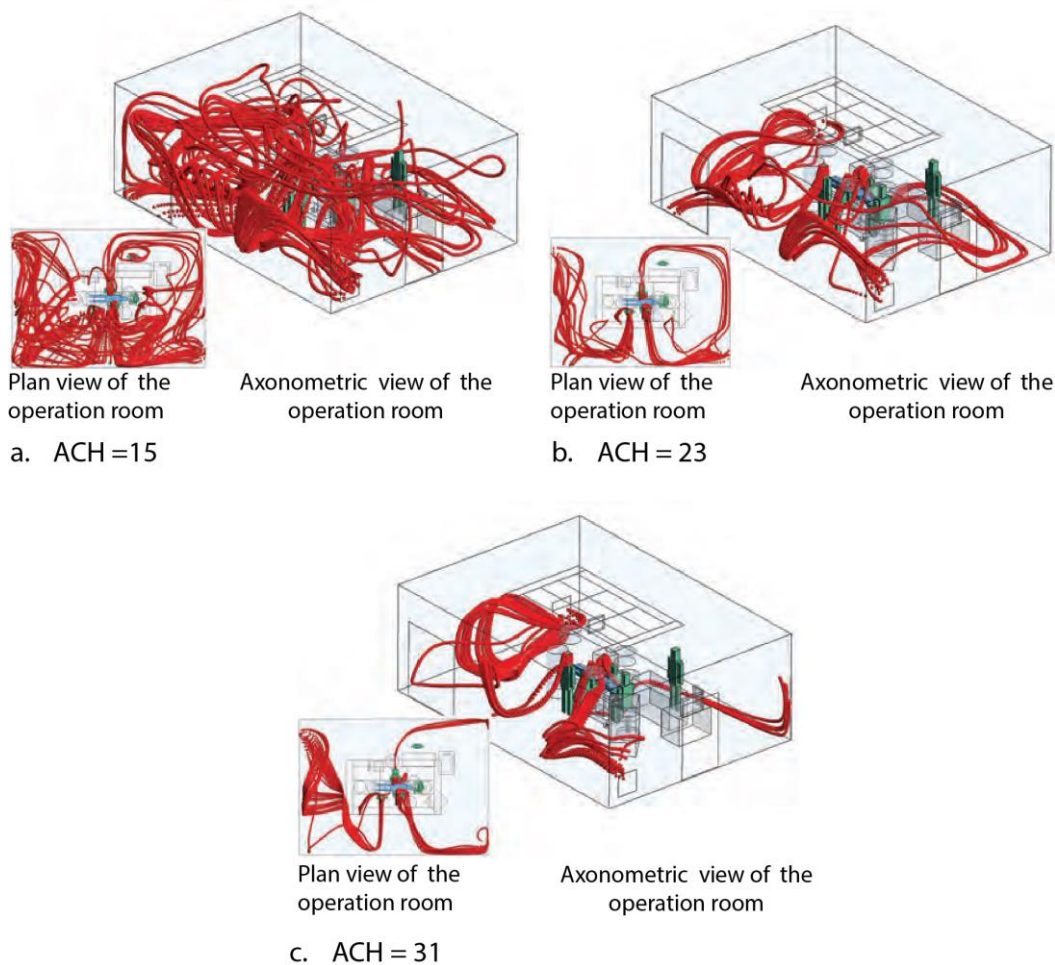 Plan view of the
operation room
Axonometric view of the
operation room
a. ACH =15
Plan view of the
operation room
Axonometric view of the
operation room
b. ACH = 23
Plan view of the
operation room
Axonometric view of the
operation room
c. ACH = 31